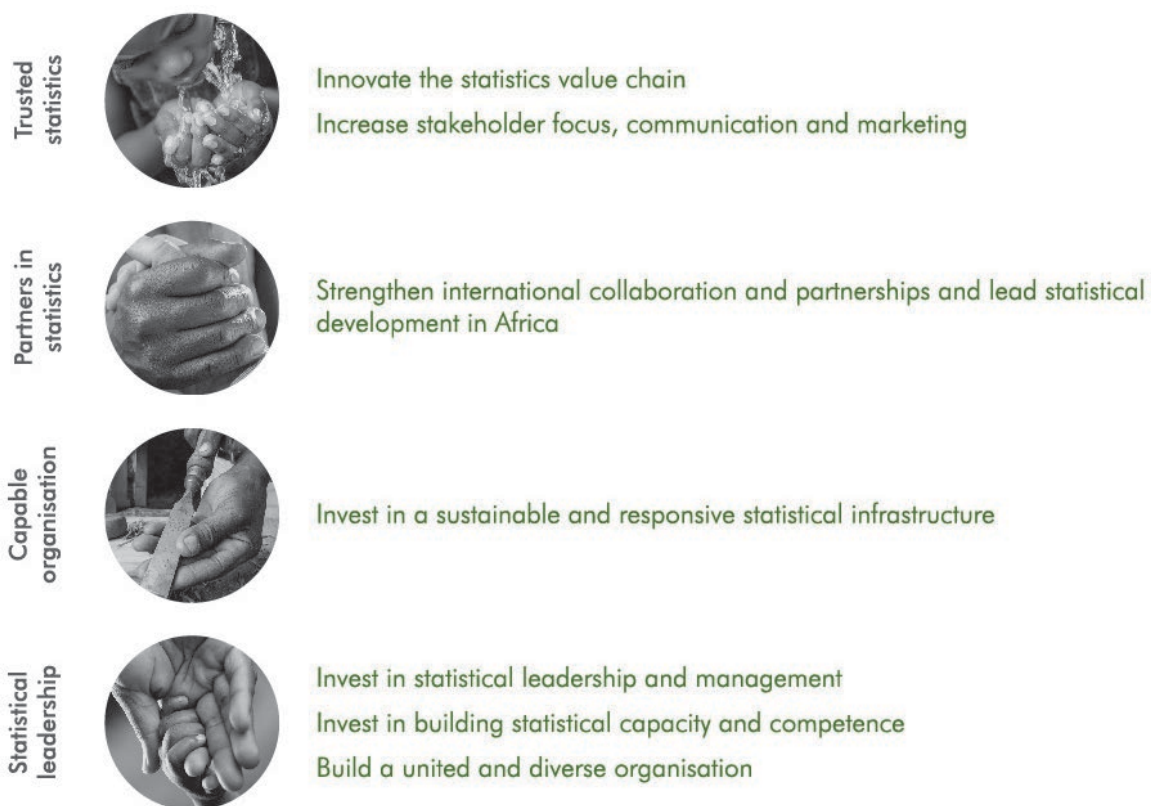 Trusted
statistics
Innovate the statistics value chain
Increase stakeholder focus, communication and marketing
Partners in
statistics
Strengthen international collaboration and partnerships and lead statistical
development in Africa
Capable
organisation
Invest in a sustainable and responsive statistical infrastructure
Statistical
leadership
Invest in statistical leadership and management
Invest in building statistical capacity and competence
Build a united and diverse organisation